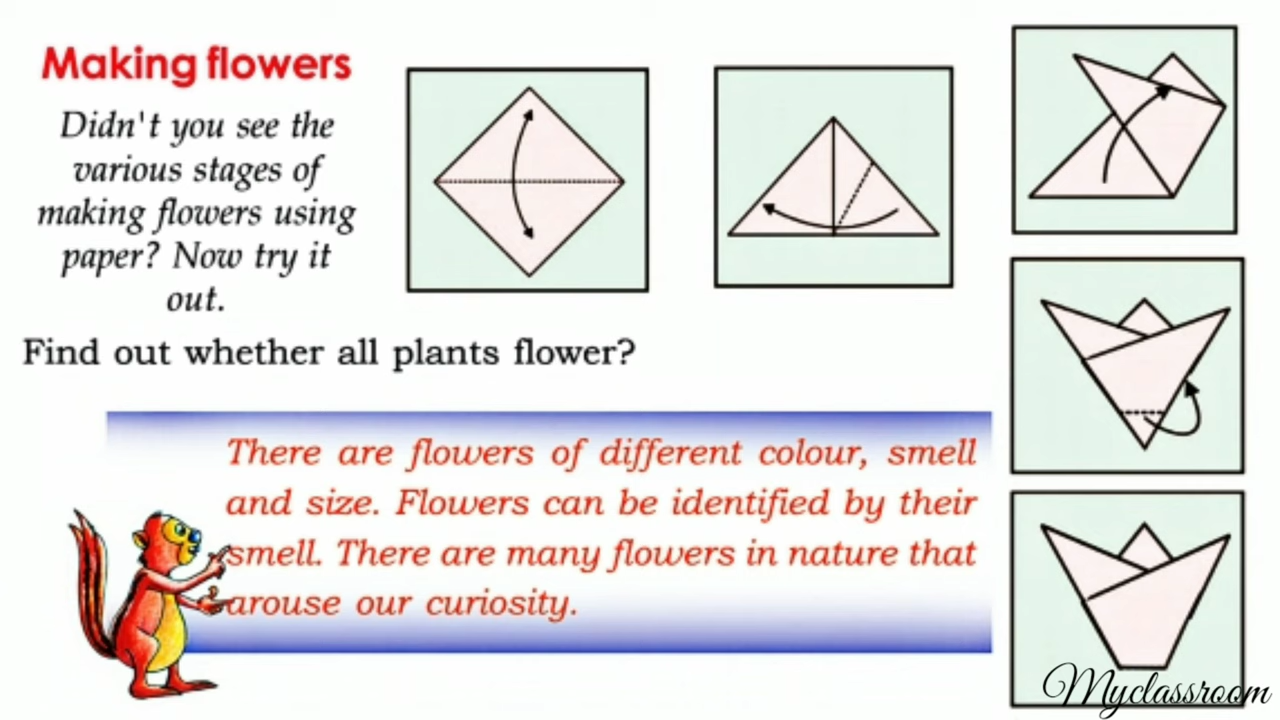 Making flowers
Didn't you see the
various stages of
making flowers using
paper? Now try it
out.
Find out whether all plants flower?
There are flowers of different colour, smell
and size. Flowers can be identified by their
smell. There are many flowers in nature that
arouse our curiosity.
Myclassroom